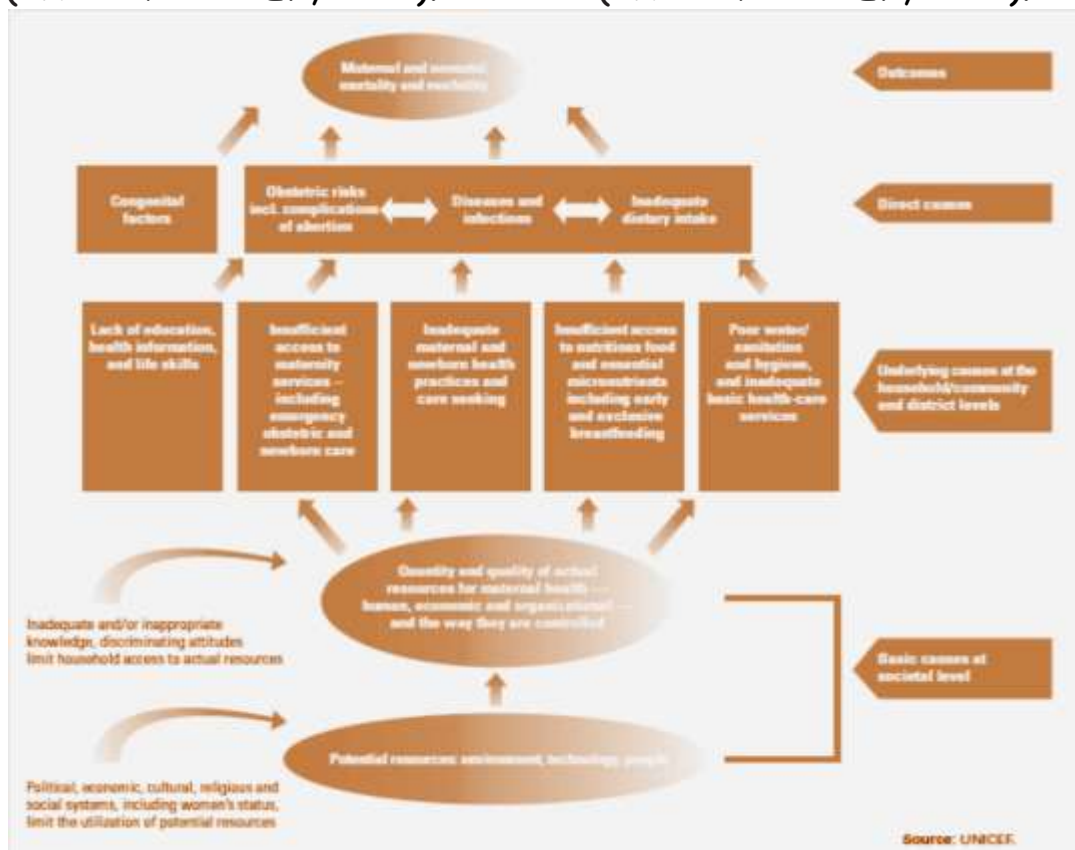 Maternal and neonatal
mortality and morbidity
Outcomes
Congenital
factors
Obstetric risks
incl. complications
of abortion
Diseases and
infections
Inadequate
dietary intake
Direct causes
Lack of education,
health information,
and life skills
Insufficient
access to
maternity
services –
including
emergency
obstetric and
newborn care
Inadequate
maternal and
newborn health
practices and
care seeking
Insufficient access
to nutritious food
and essential
micronutrients
including early
and exclusive
breastfeeding
Poor water/
sanitation
and hygiene,
and inadequate
basic health-care
services
Underlying causes at the
household/community
and district levels
Quantity and quality of actual
resources for maternal health —
human, economic and organizational —
and the way they are controlled
Inadequate and/or inappropriate
knowledge, discriminating attitudes
limit household access to actual resources
Basic causes at
societal level
Potential resources: environment, technology, people
Political, economic, cultural, religious and
social systems, including women's status,
limit the utilization of potential resources
Source: UNICEF.